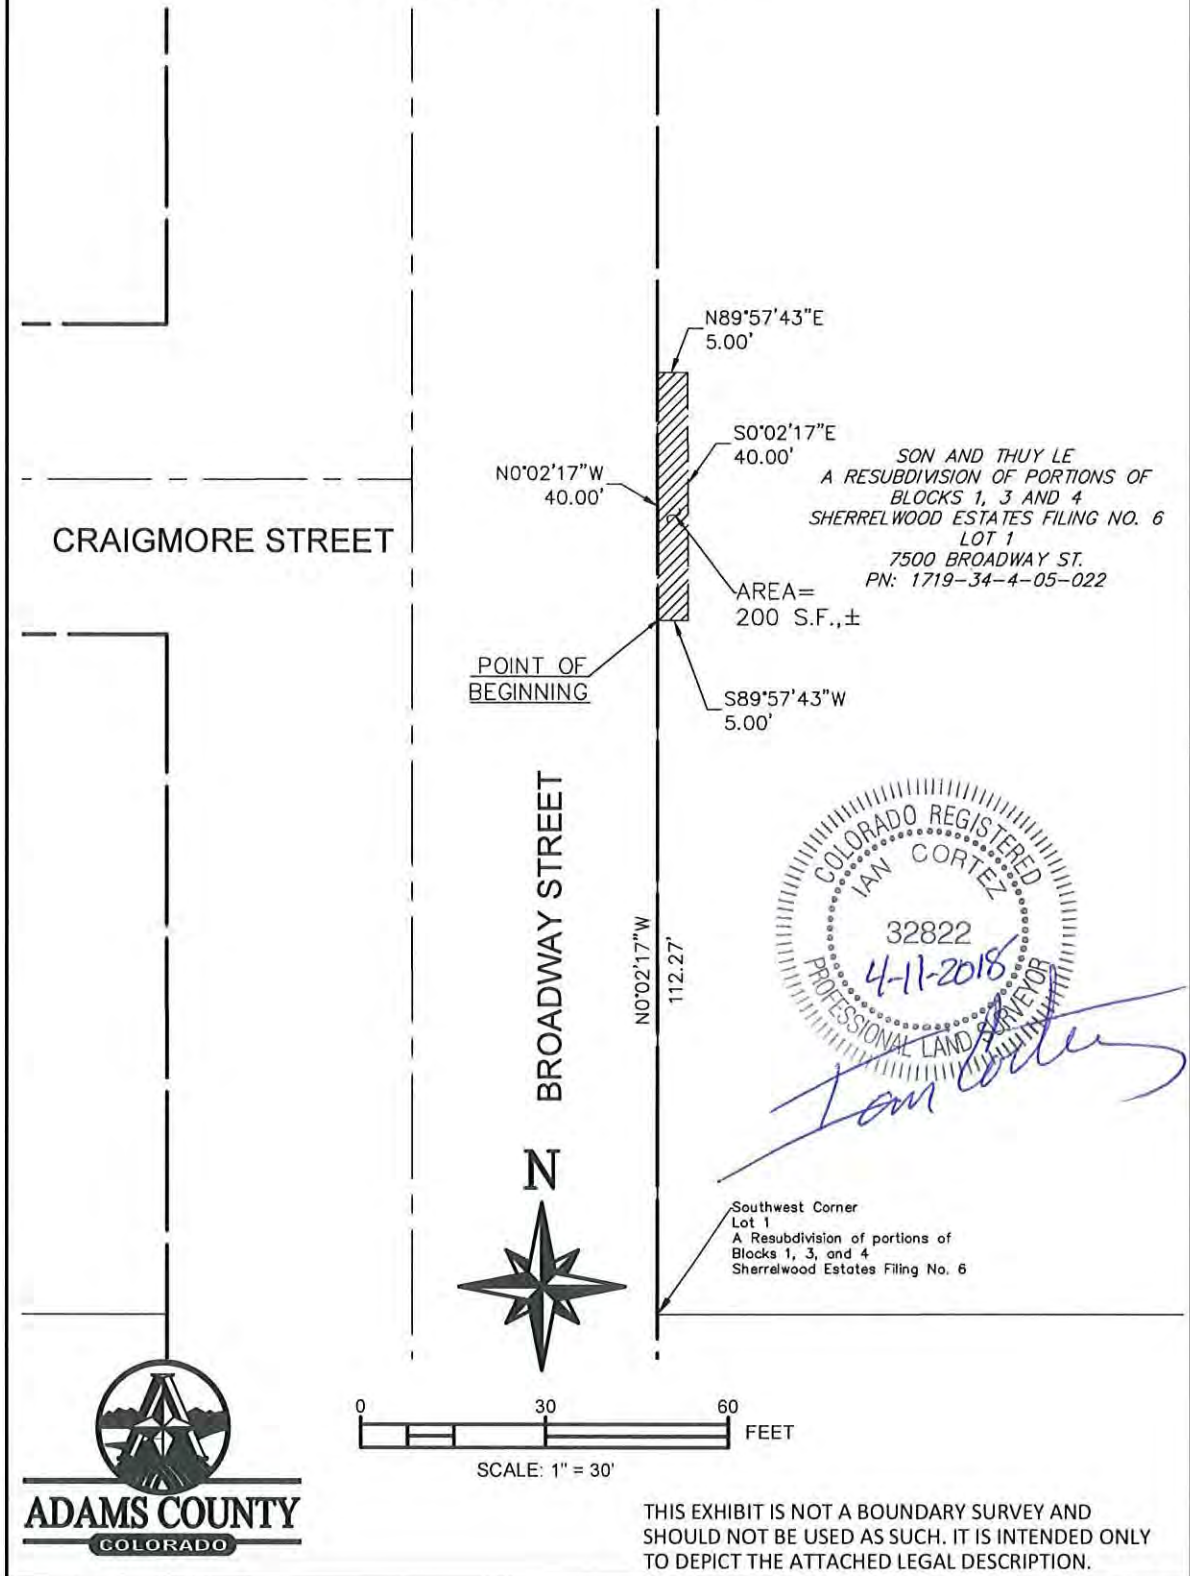 N89°57'43"E
5.00'
S0°02'17"E
40.00'
N0°02'17"W
40.00'
SON AND THUY LE
A RESUBDIVISION OF PORTIONS OF
BLOCKS 1, 3 AND 4
SHERRELWOOD ESTATES FILING NO. 6
LOT 1
7500 BROADWAY ST.
PN: 1719-34-4-05-022
CRAIGMORE STREET
AREA=
200 S.F.,±
POINT OF
BEGINNING
S89°57'43"W
5.00'
BROADWAY STREET
N0°02'17"W
112.27'
COLORADO REGISTERED
IAN CORTEZ
32822
4-11-2018
PROFESSIONAL LAND SURVEYOR
Ian Cortez
N
Southwest Corner
Lot 1
A Resubdivision of portions of
Blocks 1, 3, and 4
Sherrelwood Estates Filing No. 6
0 30 60
FEET
SCALE: 1" = 30'
ADAMS COUNTY
COLORADO
THIS EXHIBIT IS NOT A BOUNDARY SURVEY AND
SHOULD NOT BE USED AS SUCH. IT IS INTENDED ONLY
TO DEPICT THE ATTACHED LEGAL DESCRIPTION.